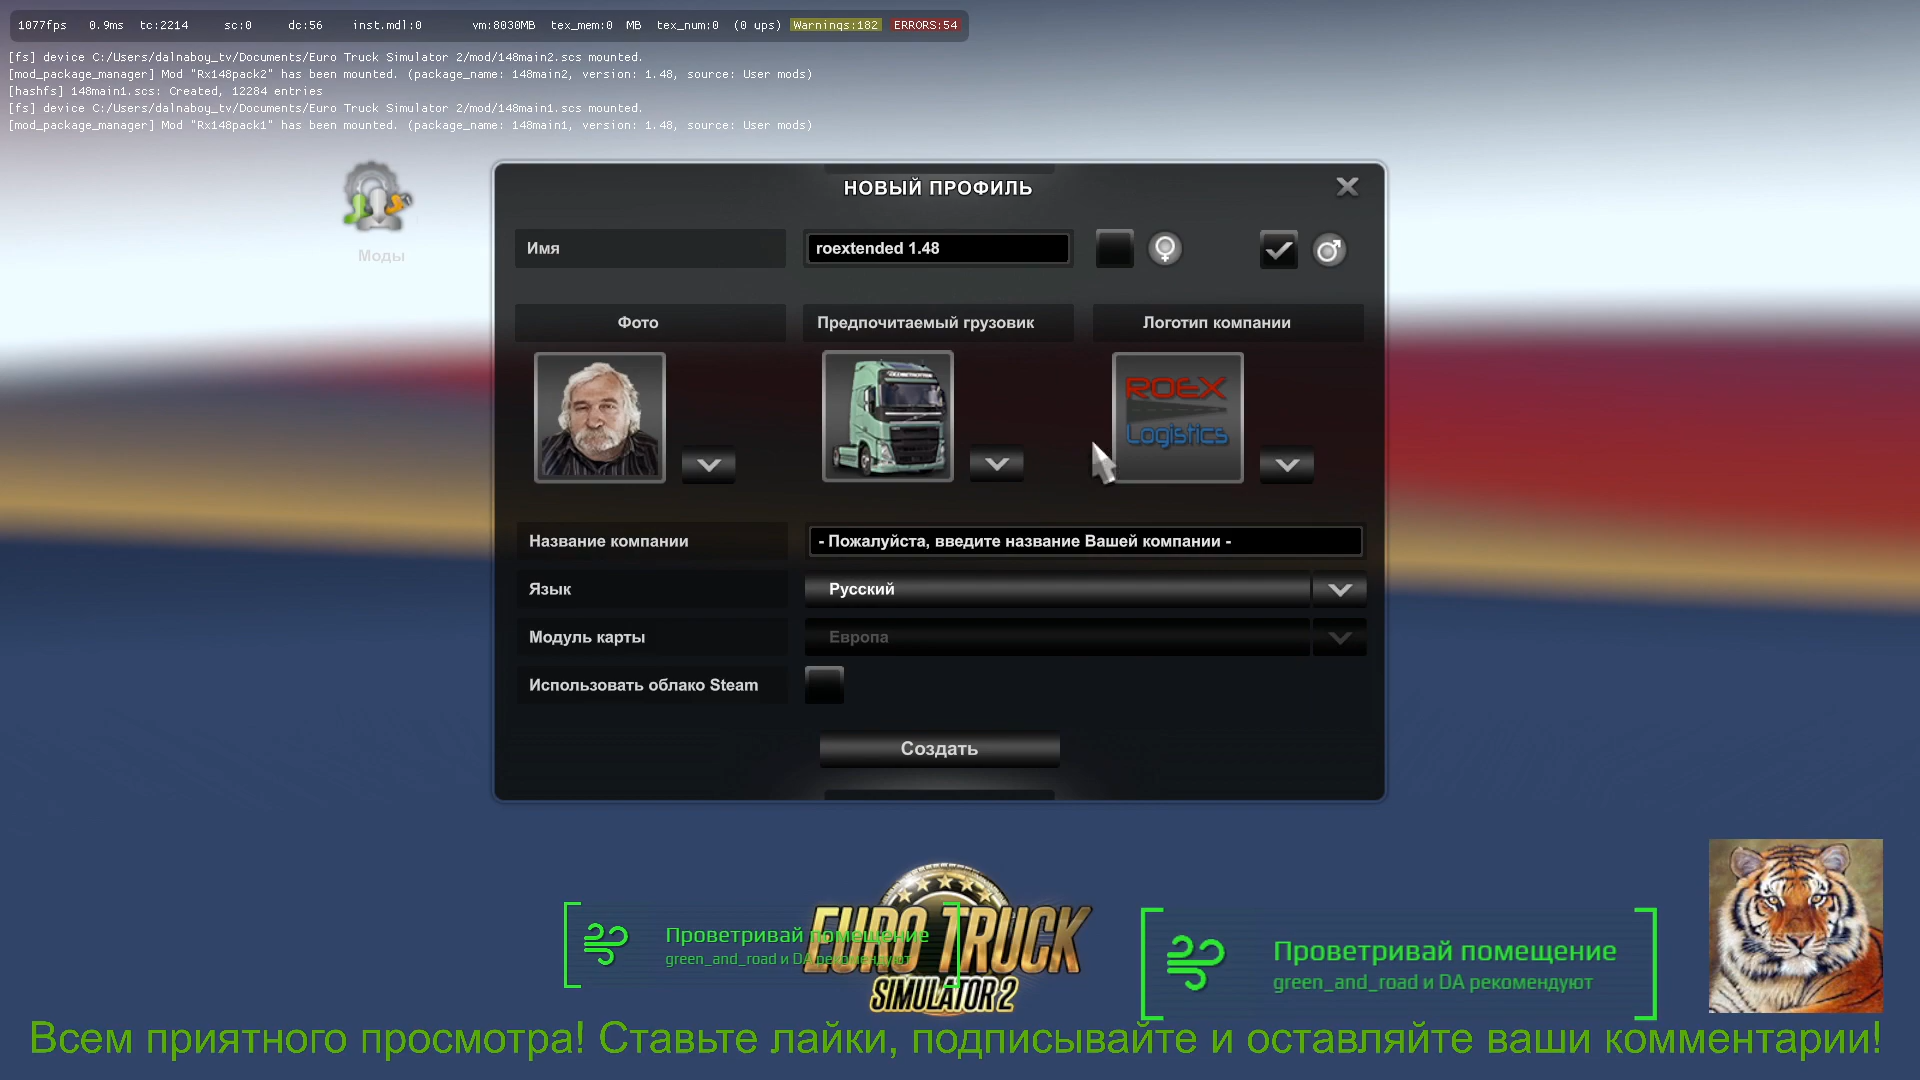 1077fps 0.9ms tc:2214 sc:0 dc:56 inst.mdl:0 vm:8030MB tex_mem:0 MB tex_num:0 (0 ups) Warnings:182 ERRORS:54
[fs] device C:/Users/dalnaboy_tv/Documents/Euro Truck Simulator 2/mod/148main2.scs mounted.
[mod_package_manager] Mod "Rx148pack2" has been mounted. (package_name: 148main2, version: 1.48, source: User mods)
[hashfs] 148main1.scs: Created, 12284 entries
[fs] device C:/Users/dalnaboy_tv/Documents/Euro Truck Simulator 2/mod/148main1.scs mounted.
[mod_package_manager] Mod "Rx148pack1" has been mounted. (package_name: 148main1, version: 1.48, source: User mods)
Моды
НОВЫЙ ПРОФИЛЬ
Имя
roextended 1.48
Фото
Предпочитаемый грузовик
Логотип компании
ROEX
Logistics
Название компании
- Пожалуйста, введите название Вашей компании -
Язык
Русский
Модуль карты
Европа
Использовать облако Steam
Создать
EURO TRUCK
SIMULATOR 2
Проветривай помещение
green_and_road и DA рекомендуют
Проветривай помещение
green_and_road и DA рекомендуют
Всем приятного просмотра! Ставьте лайки, подписывайте и оставляйте ваши комментарии!